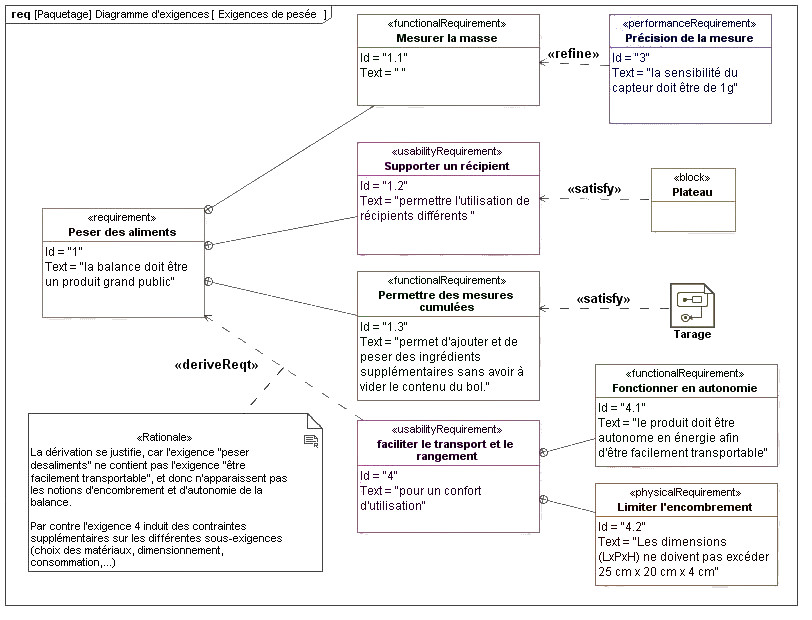 req [Paquetage] Diagramme d'exigences [ Exigences de pesée ]
«functionalRequirement»
Mesurer la masse
Id = "1.1"
Text = " "
«refine»
«performanceRequirement»
Précision de la mesure
Id = "3"
Text = "la sensibilité du
capteur doit être de 1g"
«usabilityRequirement»
Supporter un récipient
Id = "1.2"
Text = "permettre l'utilisation de
récipients différents "
«satisfy»
«block»
Plateau
«requirement»
Peser des aliments
Id = "1"
Text = "la balance doit être
un produit grand public"
«functionalRequirement»
Permettre des mesures
cumulées
Id = "1.3"
Text = "permet d'ajouter et de
peser des ingrédients
supplémentaires sans avoir à
vider le contenu du bol."
«satisfy»
Tarage
«deriveReqt»
«functionalRequirement»
Fonctionner en autonomie
Id = "4.1"
Text = "le produit doit être
autonome en énergie afin
d'être facilement transportable"
«usabilityRequirement»
faciliter le transport et le
rangement
Id = "4"
Text = "pour un confort
d'utilisation"
«physicalRequirement»
Limiter l'encombrement
Id = "4.2"
Text = "Les dimensions
(LxPxH) ne doivent pas excéder
25 cm x 20 cm x 4 cm"
«Rationale»
La dérivation se justifie, car l'exigence "peser
desaliments" ne contient pas l'exigence "être
facilement transportable", et donc n'apparaissent pas
les notions d'encombrement et d'autonomie de la
balance.
Par contre l'exigence 4 induit des contraintes
supplémentaires sur les différentes sous-exigences
(choix des matériaux, dimensionnement,
consommation,...)